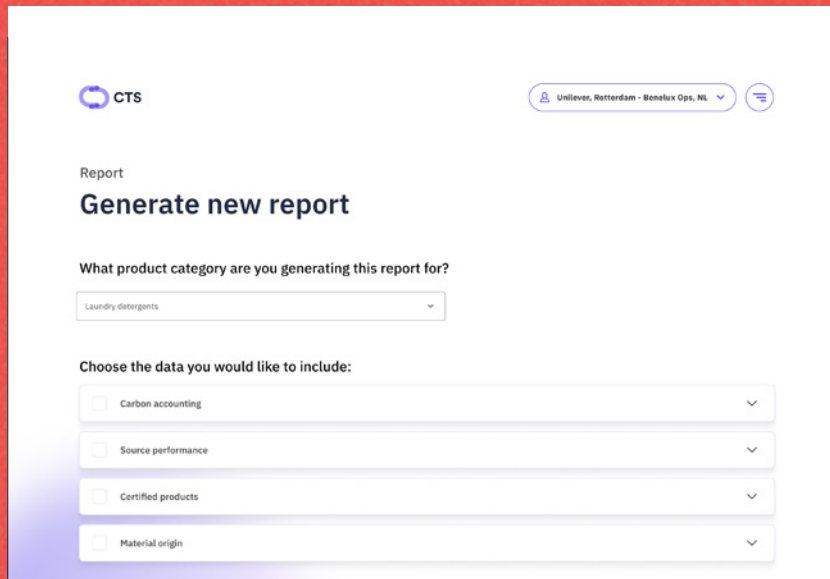 CTS
Unilever, Rotterdam - Benelux Ops, NL
Report
Generate new report
What product category are you generating this report for?
Laundry detergents
Choose the data you would like to include:
Carbon accounting
Source performance
Certified products
Material origin